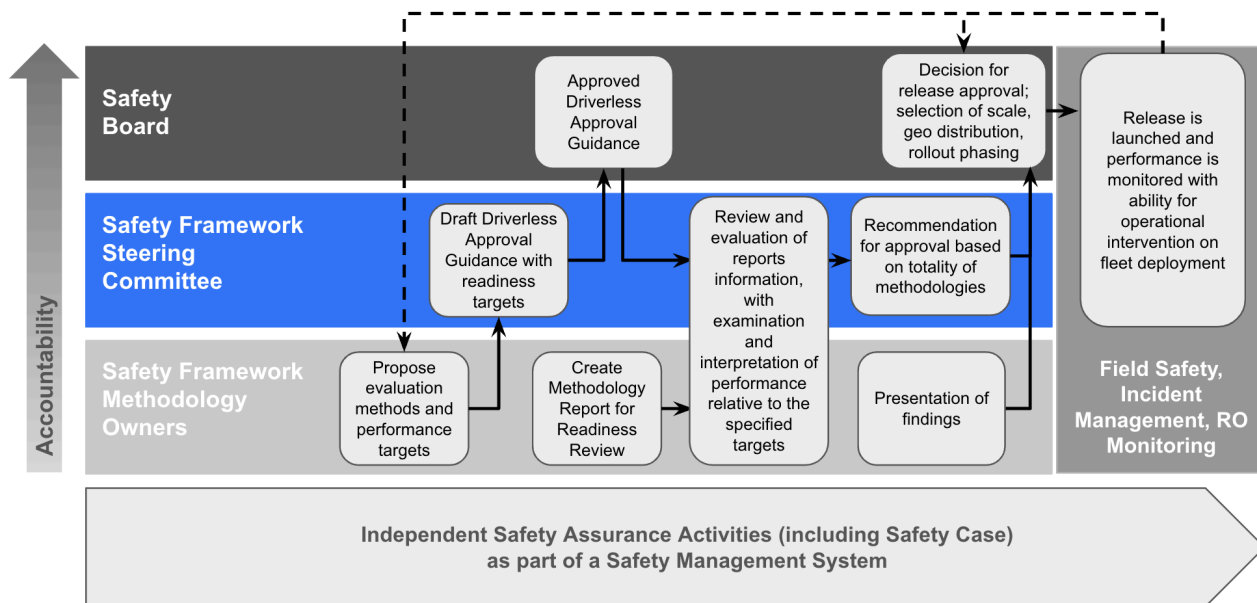 Accountability
Safety
Board
Approved
Driverless
Approval
Guidance
Decision for
release approval;
selection of scale,
geo distribution,
rollout phasing
Release is
launched and
performance is
monitored with
ability for
operational
intervention on
fleet deployment
Safety Framework
Steering
Committee
Draft Driverless
Approval
Guidance with
readiness
targets
Review and
evaluation of
reports
information,
with
examination
and
interpretation of
performance
relative to the
specified
targets
Recommendation
for approval based
on totality of
methodologies
Safety Framework
Methodology
Owners
Propose
evaluation
methods and
performance
targets
Create
Methodology
Report for
Readiness
Review
Presentation of
findings
Field Safety,
Incident
Management, RO
Monitoring
Independent Safety Assurance Activities (including Safety Case)
as part of a Safety Management System